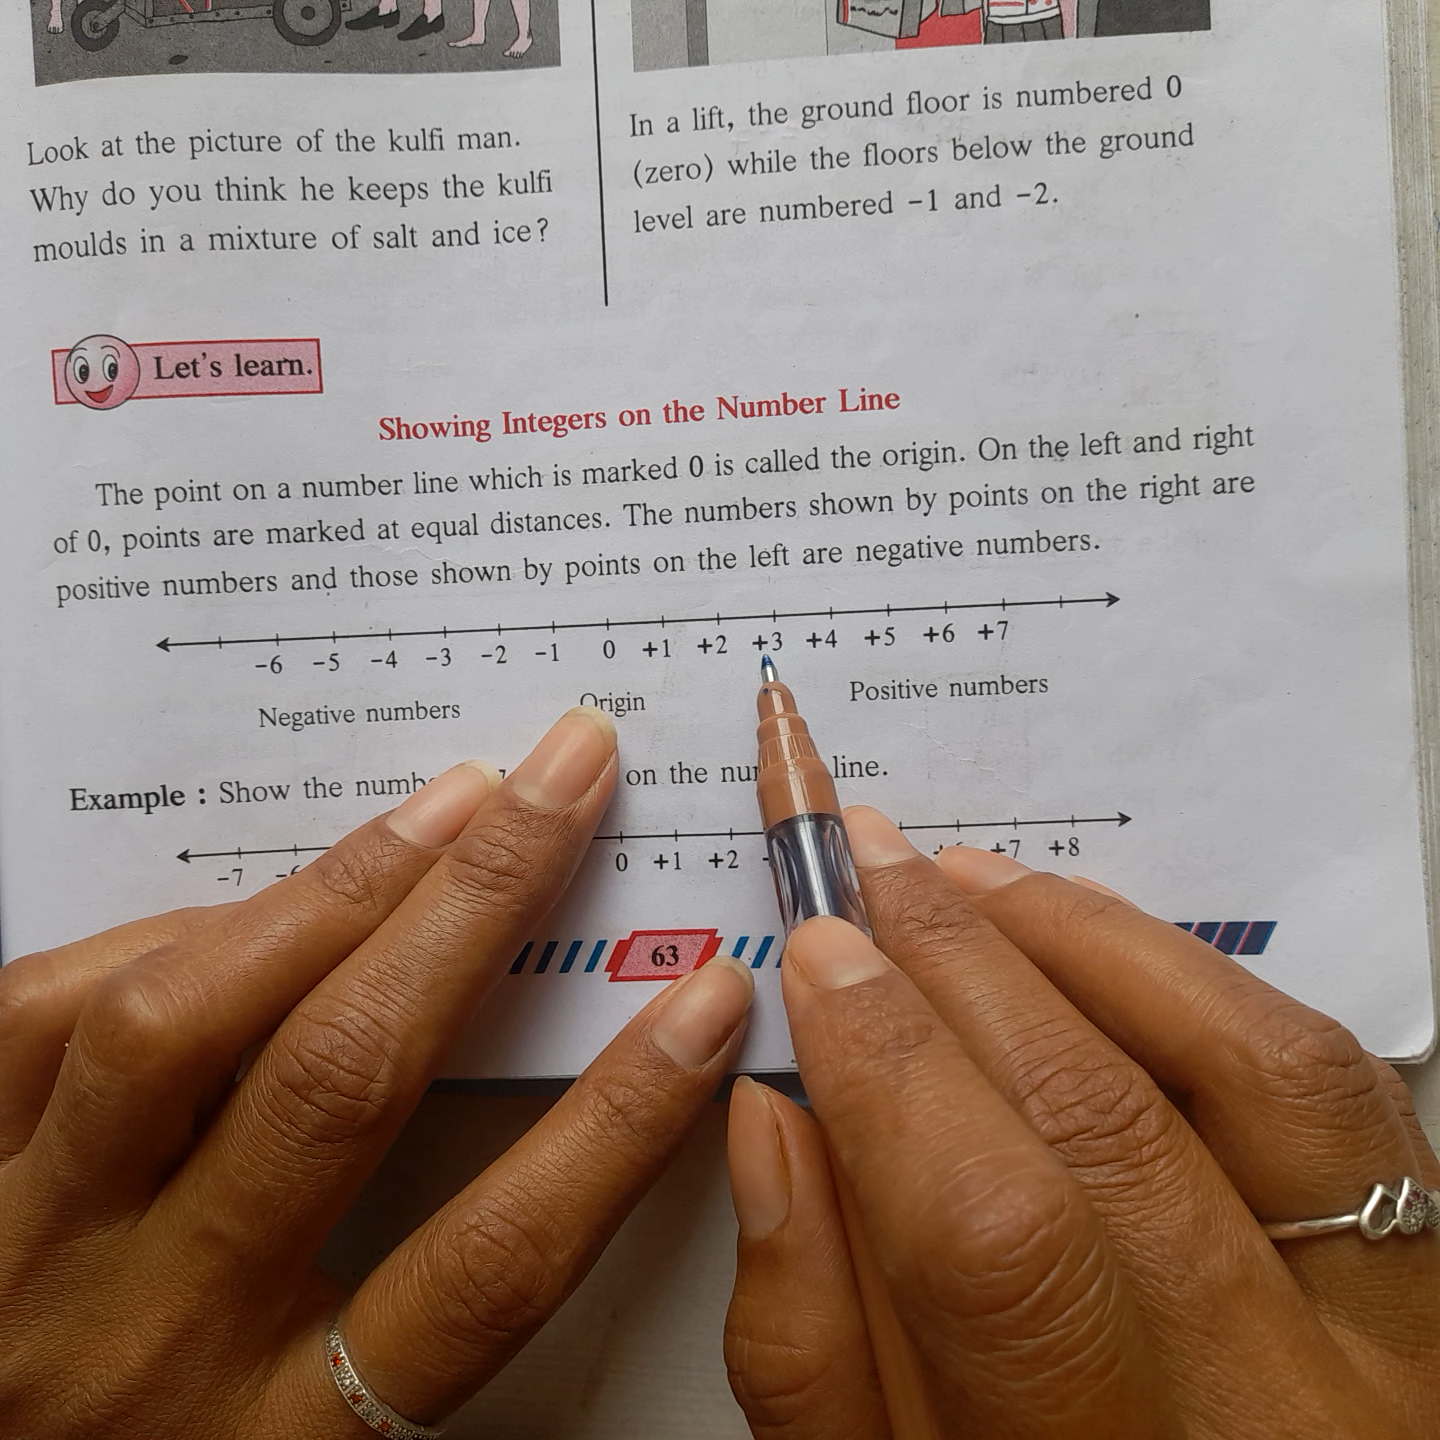 Look at the picture of the kulfi man.
Why do you think he keeps the kulfi
moulds in a mixture of salt and ice?
In a lift, the ground floor is numbered 0
(zero) while the floors below the ground
level are numbered −1 and −2.
Let's learn.
Showing Integers on the Number Line
The point on a number line which is marked 0 is called the origin. On the left and right
of 0, points are marked at equal distances. The numbers shown by points on the right are
positive numbers and those shown by points on the left are negative numbers.
−6 −5 −4 −3 −2 −1 0 +1 +2 +3 +4 +5 +6 +7
Negative numbers Origin Positive numbers
Example : Show the on the line.
−7 0 +1 +2 +7 +8
63